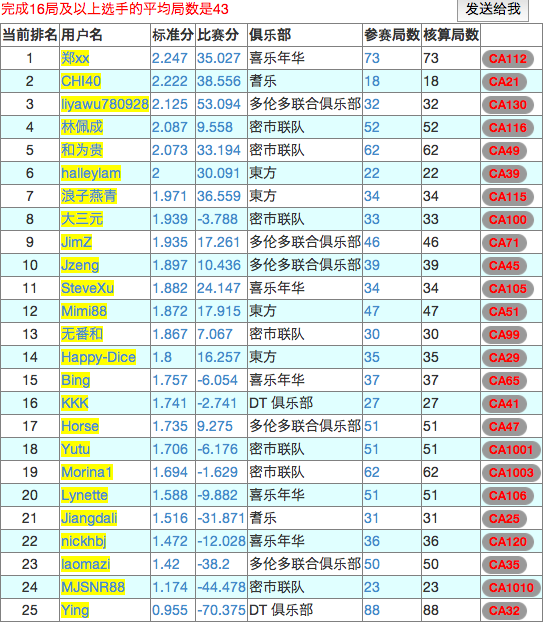 完成16局及以上选手的平均局数是43 发送给我
当前排名 用户名 标准分 比赛分 俱乐部 参赛局数 核算局数
1 郑xx 2.247 35.027 喜乐年华 73 73 CA112
2 CHI40 2.222 38.556 耆乐 18 18 CA21
3 liyawu780928 2.125 53.094 多伦多联合俱乐部 32 32 CA130
4 林佩成 2.087 9.558 密市联队 52 52 CA116
5 和为贵 2.073 33.194 密市联队 62 62 CA49
6 halleylam 2 30.091 東方 22 22 CA39
7 浪子燕青 1.971 36.559 東方 34 34 CA115
8 大三元 1.939 -3.788 密市联队 33 33 CA100
9 JimZ 1.935 17.261 多伦多联合俱乐部 46 46 CA71
10 Jzeng 1.897 10.436 多伦多联合俱乐部 39 39 CA45
11 SteveXu 1.882 24.147 喜乐年华 34 34 CA105
12 Mimi88 1.872 17.915 東方 47 47 CA51
13 无番和 1.867 7.067 密市联队 30 30 CA99
14 Happy-Dice 1.8 16.257 東方 35 35 CA29
15 Bing 1.757 -6.054 喜乐年华 37 37 CA65
16 KKK 1.741 -2.741 DT 俱乐部 27 27 CA41
17 Horse 1.735 9.275 多伦多联合俱乐部 51 51 CA47
18 Yutu 1.706 -6.176 密市联队 51 51 CA1001
19 Morina1 1.694 -1.629 密市联队 62 62 CA1003
20 Lynette 1.588 -9.882 喜乐年华 51 51 CA106
21 Jiangdali 1.516 -31.871 耆乐 31 31 CA25
22 nickhbj 1.472 -12.028 喜乐年华 36 36 CA120
23 laomazi 1.42 -38.2 多伦多联合俱乐部 50 50 CA35
24 MJSNR88 1.174 -44.478 密市联队 23 23 CA1010
25 Ying 0.955 -70.375 DT 俱乐部 88 88 CA32